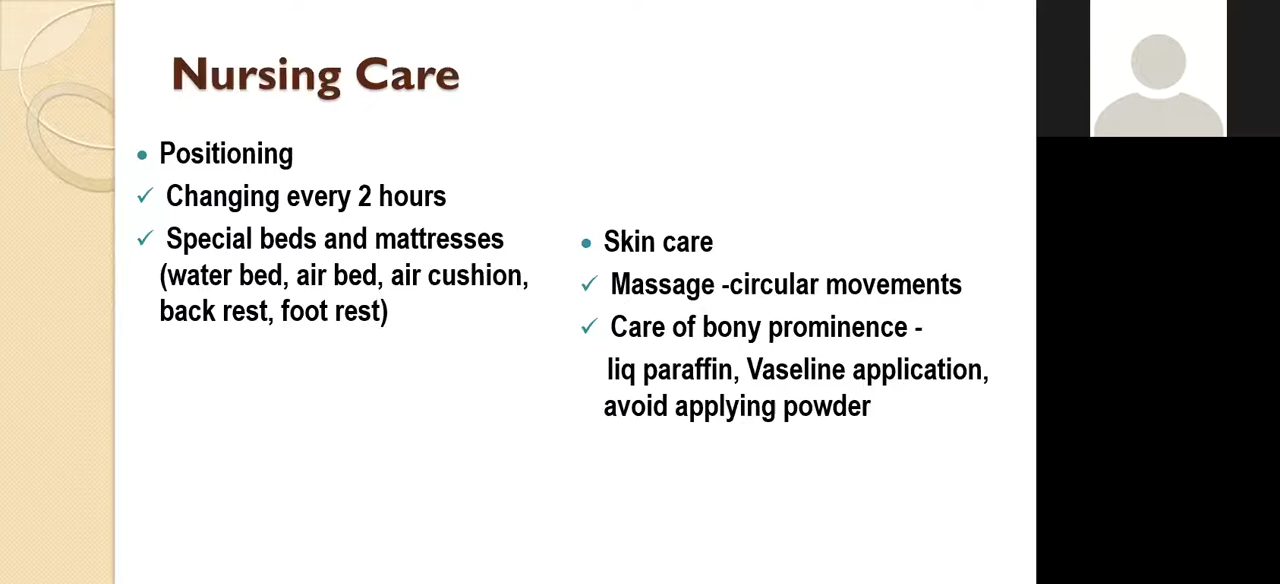 Nursing Care
Positioning
Changing every 2 hours
Special beds and mattresses
(water bed, air bed, air cushion,
back rest, foot rest)
Skin care
Massage -circular movements
Care of bony prominence -
liq paraffin, Vaseline application,
avoid applying powder